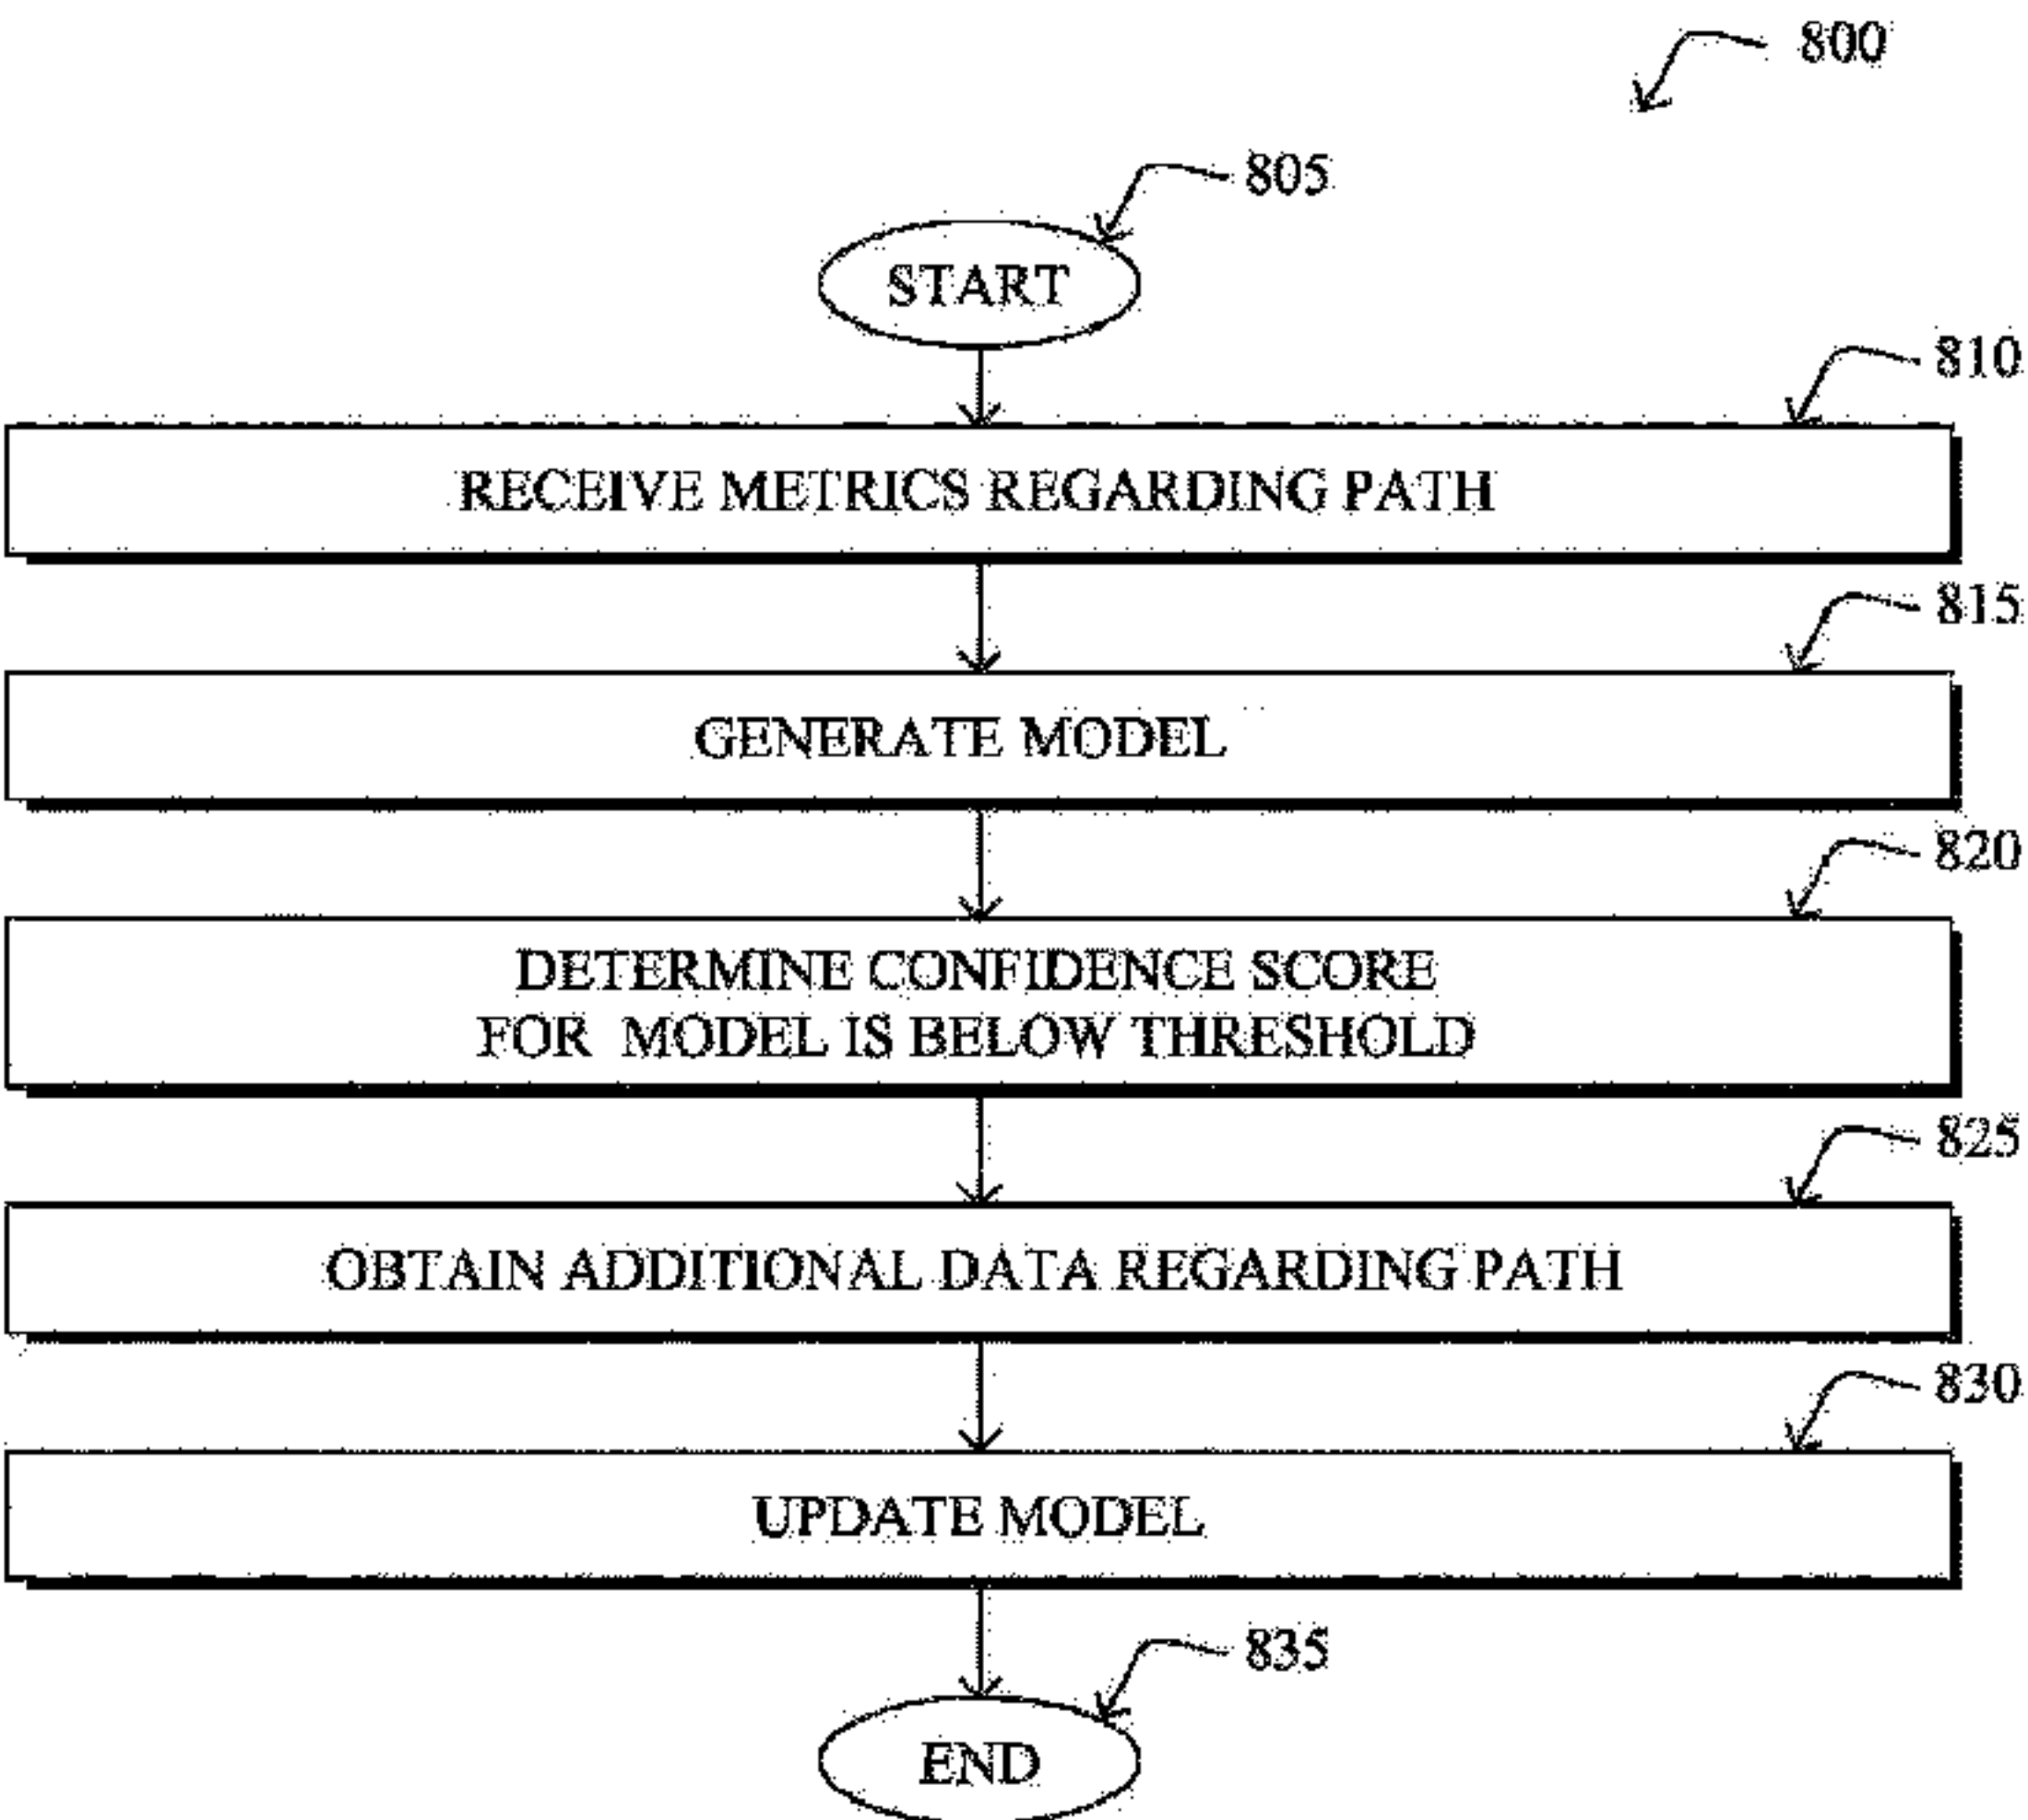 800
805
START
810
RECEIVE METRICS REGARDING PATH
815
GENERATE MODEL
820
DETERMINE CONFIDENCE SCORE
FOR MODEL IS BELOW THRESHOLD
825
OBTAIN ADDITIONAL DATA REGARDING PATH
830
UPDATE MODEL
835
END